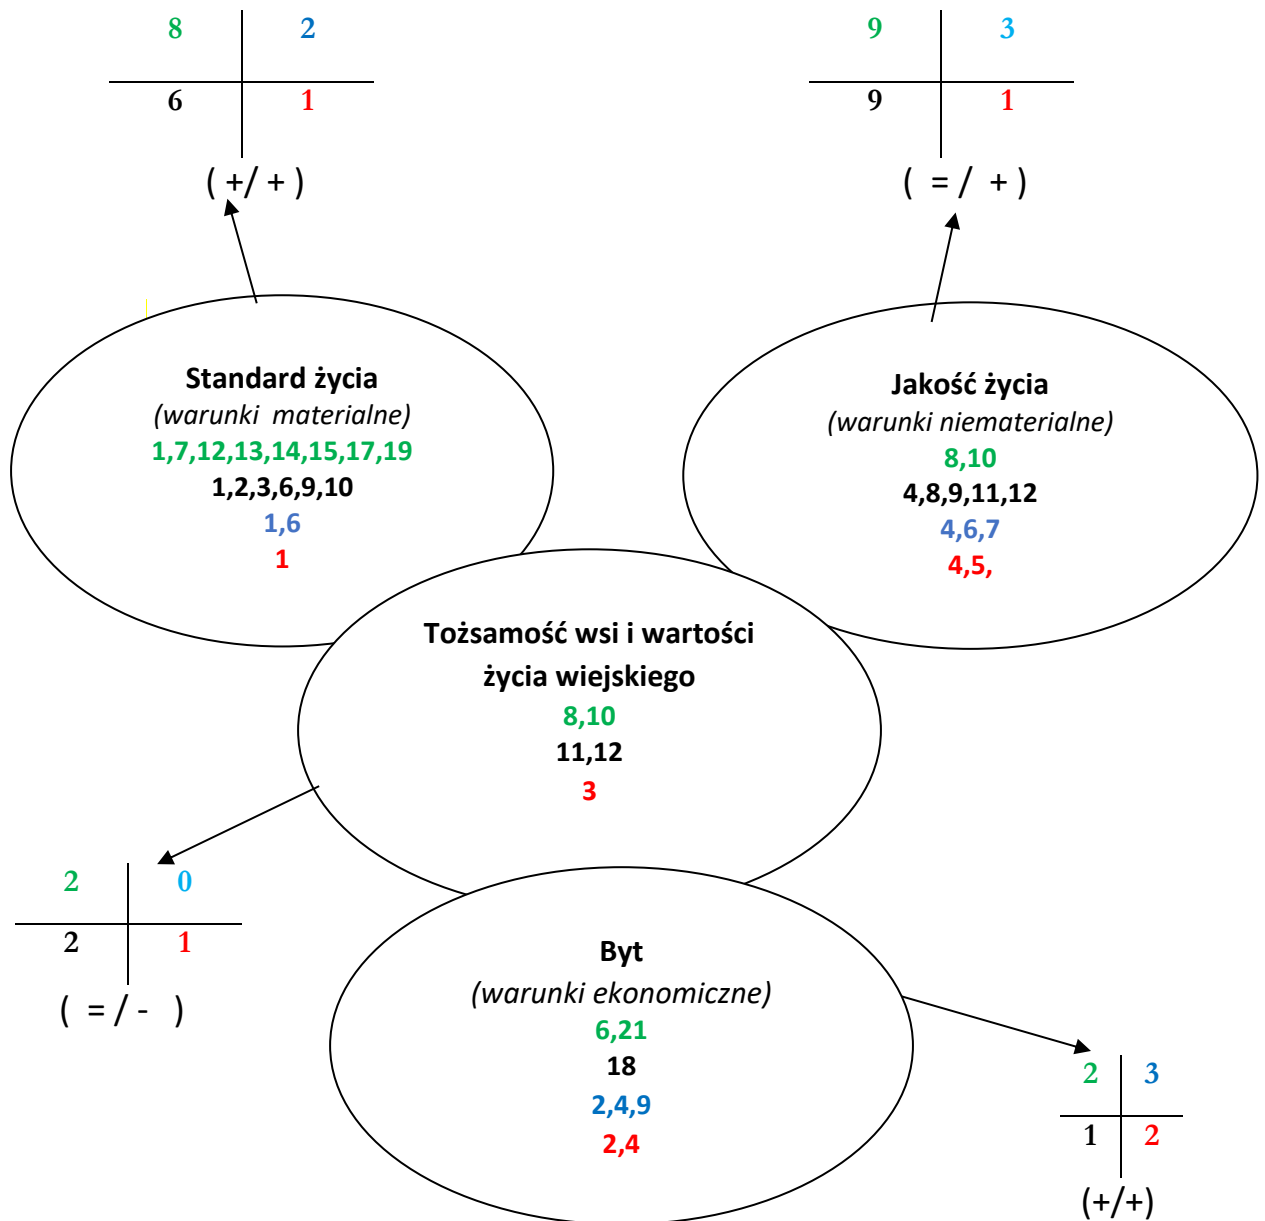 8 2
6 1
( +/ + )
9 3
9 1
( = / + )
Standard życia
(warunki materialne)
1,7,12,13,14,15,17,19
1,2,3,6,9,10
1,6
1
Jakość życia
(warunki niematerialne)
8,10
4,8,9,11,12
4,6,7
4,5,
Tożsamość wsi i wartości
życia wiejskiego
8,10
11,12
3
2 0
2 1
( = / - )
Byt
(warunki ekonomiczne)
6,21
18
2,4,9
2,4
2 3
1 2
(+/+)